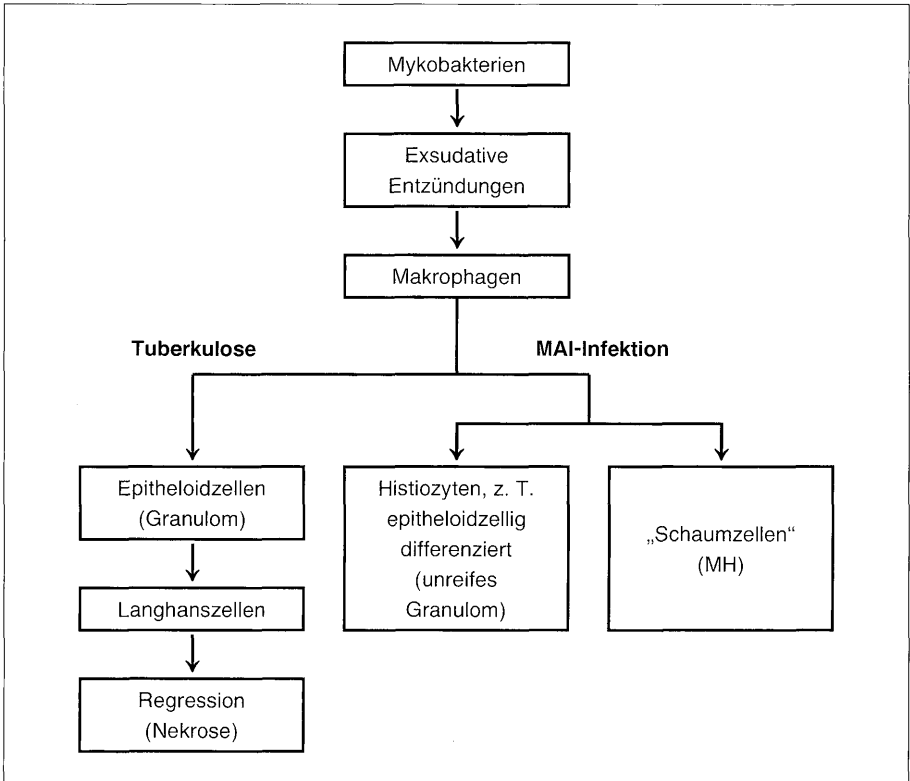 Mykobakterien
Exsudative
Entzündungen
Makrophagen
Tuberkulose
MAI-Infektion
Epitheloidzellen
(Granulom)
Langhanszellen
Regression
(Nekrose)
Histiozyten, z. T.
epitheloidzellig
differenziert
(unreifes
Granulom)
„Schaumzellen“
(MH)